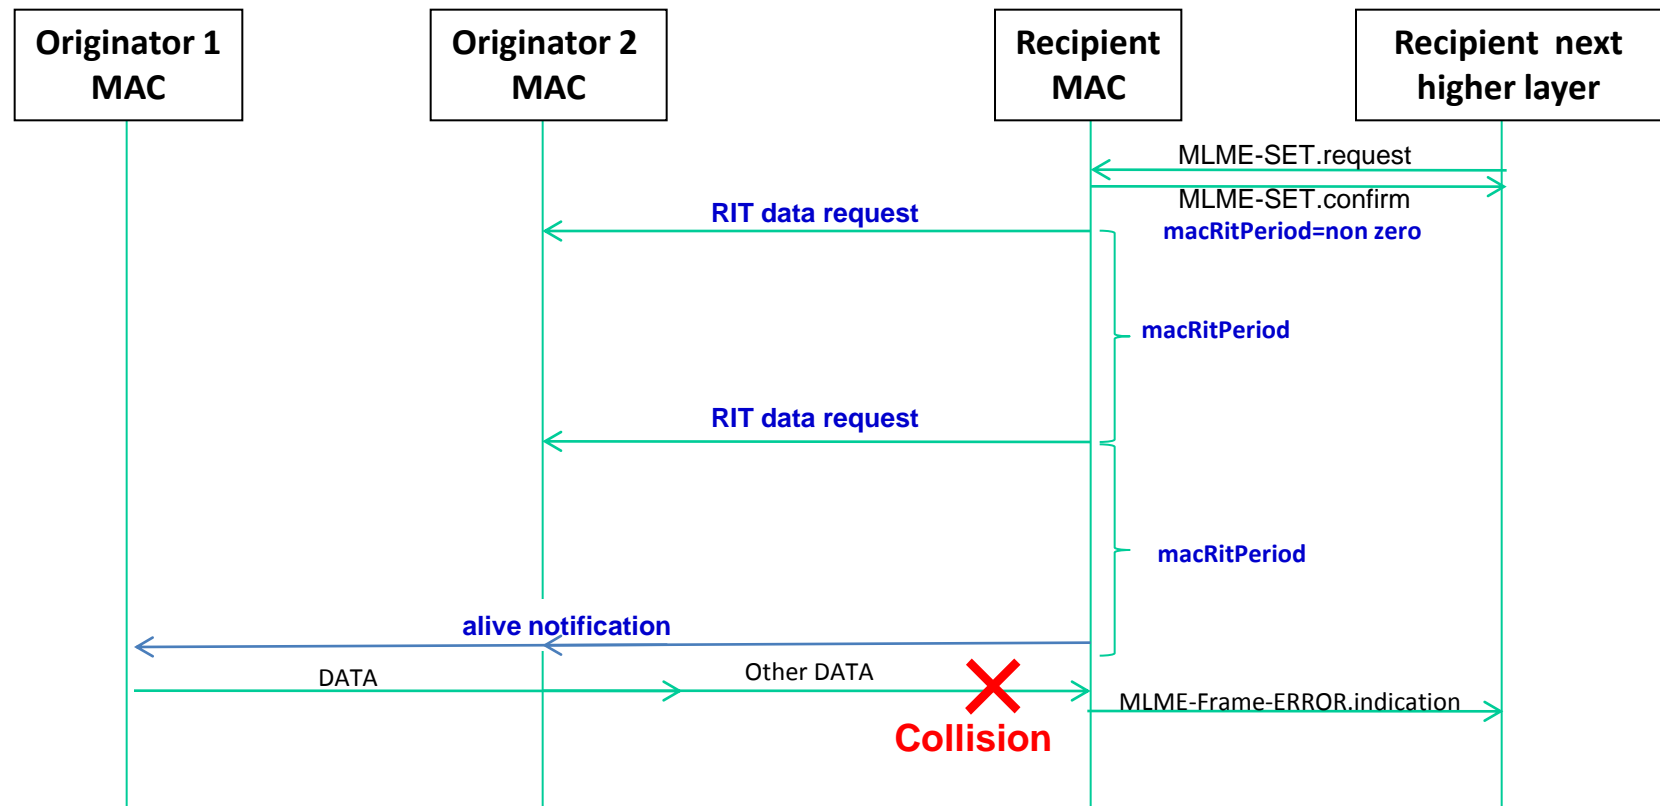 Originator 1
MAC
Originator 2
MAC
Recipient
MAC
Recipient next
higher layer
MLME-SET.request
MLME-SET.confirm
RIT data request
macRitPeriod=non zero
macRitPeriod
RIT data request
macRitPeriod
alive notification
DATA
Other DATA
MLME-Frame-ERROR.indication
Collision